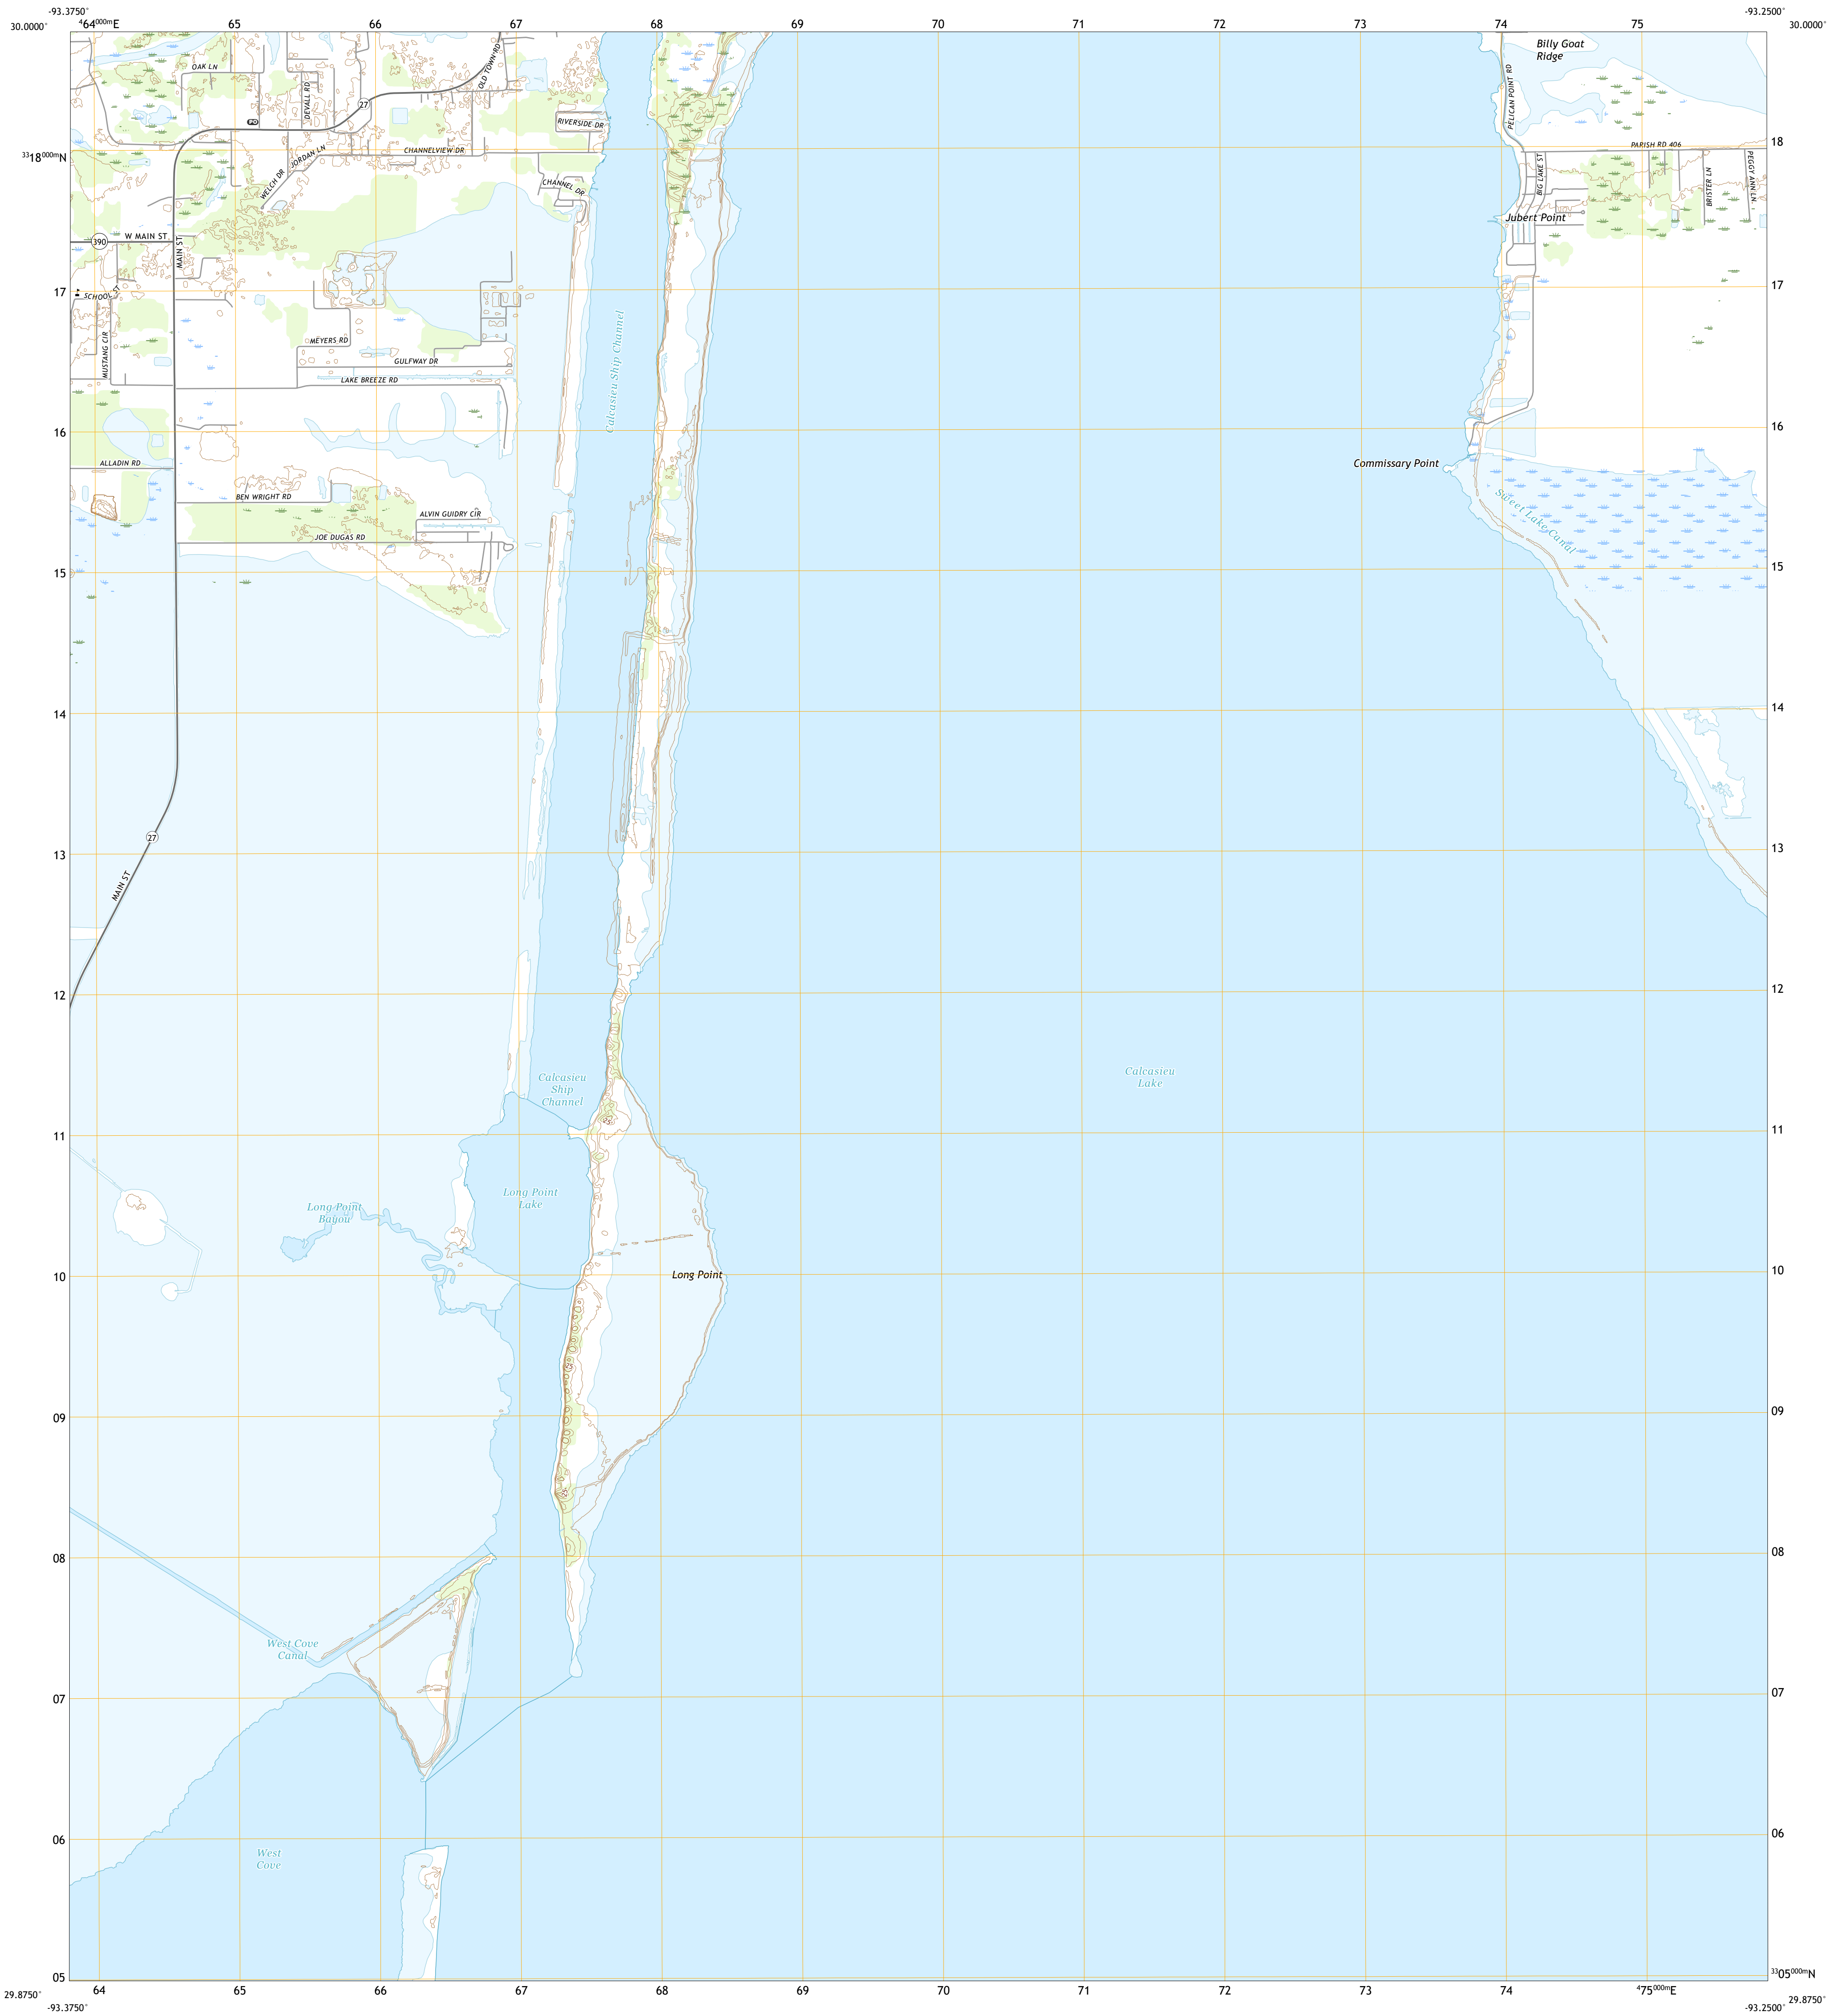 -93.3750°
-93.2500°
30.0000°
⁴64⁰⁰⁰ᵐE
65
66
67
68
69
70
71
72
73
74
75
30.0000°
Billy Goat
Ridge
OAK LN
DEVALL RD
OLD TOWN RD
27
PO
RIVERSIDE DR
PELICAN POINT RD
³³18⁰⁰⁰ᵐN
JORDAN LN
CHANNELVIEW DR
PARISH RD 406
18
WELCH DR
CHANNEL DR
BIG LAKE ST
BRISTER LN
PEGGY ANN LN
Jubert Point
390
W MAIN ST
MAIN ST
17
SCHOOL ST
17
MUSTANG CIR
MEYERS RD
GULFWAY DR
LAKE BREEZE RD
Calcasieu Ship Channel
16
16
ALLADIN RD
Commissary Point
BEN WRIGHT RD
ALVIN GUIDRY CIR
Sweet Lake Canal
JOE DUGAS RD
15
15
14
14
27
13
13
MAIN ST
12
12
Calcasieu
Ship
Channel
Calcasieu
Lake
25
11
11
Long Point
Lake
Long Point
Bayou
10
Long Point
10
09
09
25
08
08
West Cove
Canal
07
07
06
06
West
Cove
05
³³05⁰⁰⁰ᵐN
64
65
66
67
68
69
70
71
72
73
74
⁴75⁰⁰⁰ᵐE
29.8750°
29.8750°
-93.3750°
-93.2500°